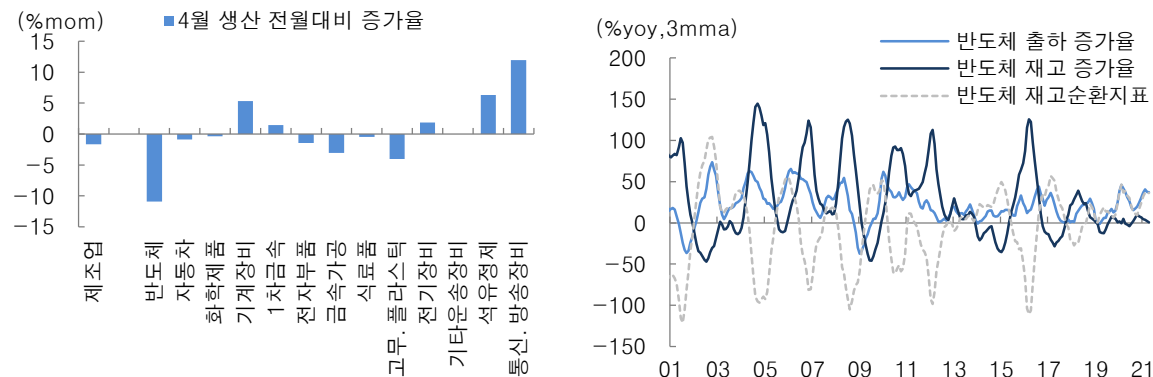 (%mom)
4월 생산 전월대비 증가율
15
10
5
0
−5
−10
−15
제조업
반도체
자동차
화학제품
기계장비
1차금속
전자부품
금속가공
식료품
고무. 플라스틱
전기장비
기타운송장비
석유정제
통신. 방송장비
(%yoy,3mma)
반도체 출하 증가율
반도체 재고 증가율
반도체 재고순환지표
200
150
100
50
0
−50
−100
−150
01 03 05 07 09 11 13 15 17 19 21